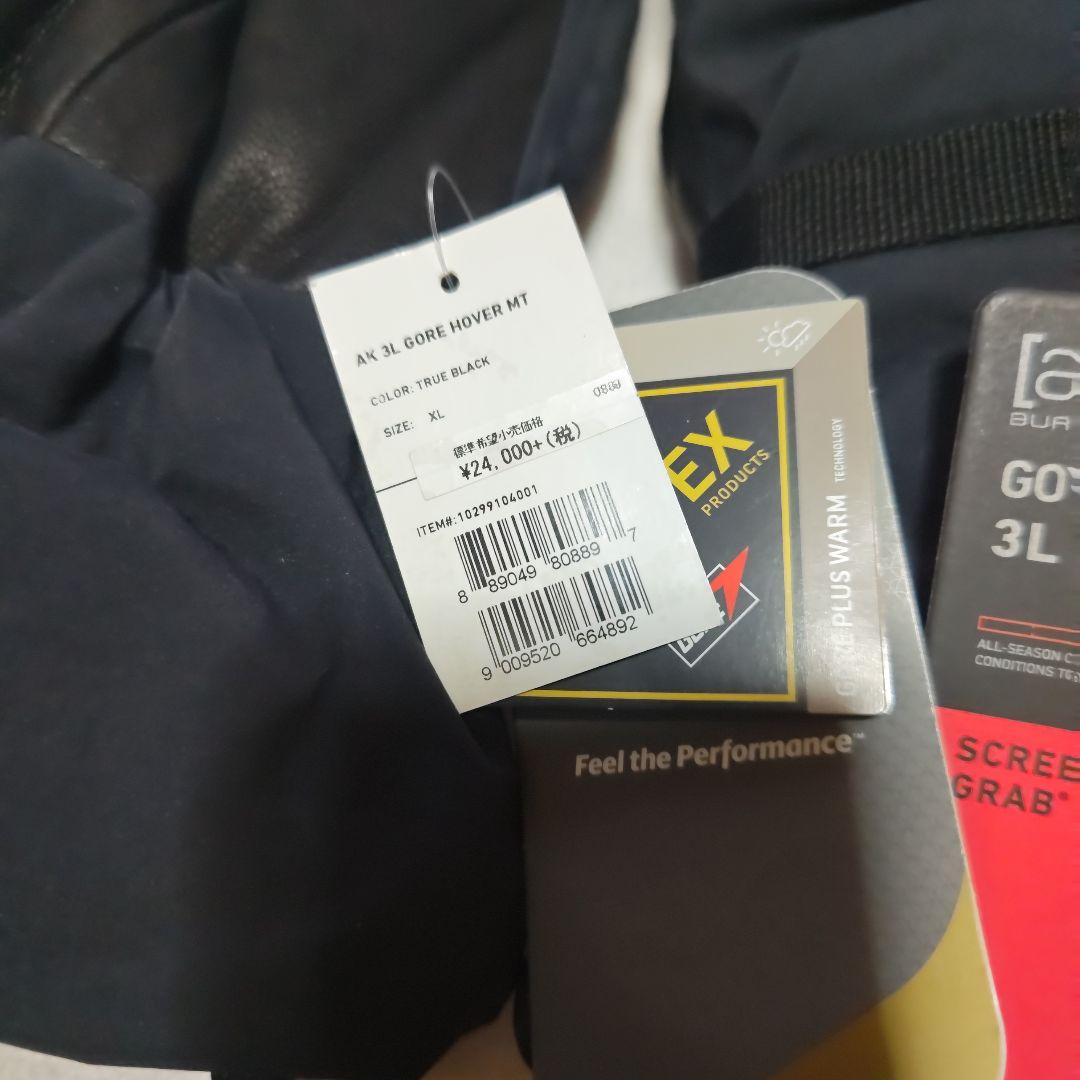 AK 3L GORE HOVER MT
COLOR: TRUE BLACK
SIZE: XL
標準希望小売価格
¥24,000+(税)
ITEM#:10299104001
8 89049 80889 7
9 009520 664892
EX
PRODUCTS
GORE PLUS WARM TECHNOLOGY
Feel the Performance™
[a
BUR
GO
3L
ALL-SEASON
CONDITIONS
SCREE
GRAB®